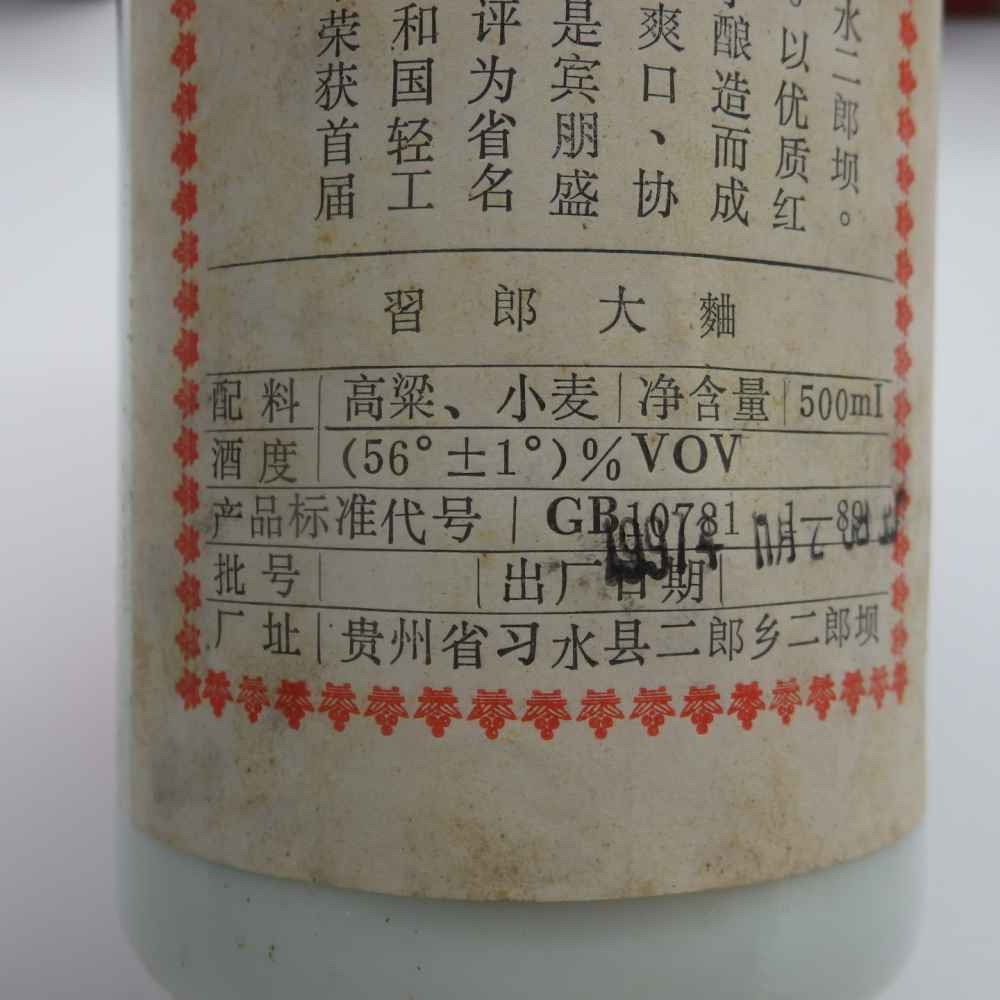 水二郎坝。
。以优质红
酿造而成
爽口、协
是宾朋盛
评为省名
和国轻工
荣获首届
習郎大麯
配料 高粱、小麦 净含量 500ml
酒度 (56°±1°)%VOV
产品标准代号 GB10781·1—89
批号 出厂日期
厂址 贵州省习水县二郎乡二郎坝